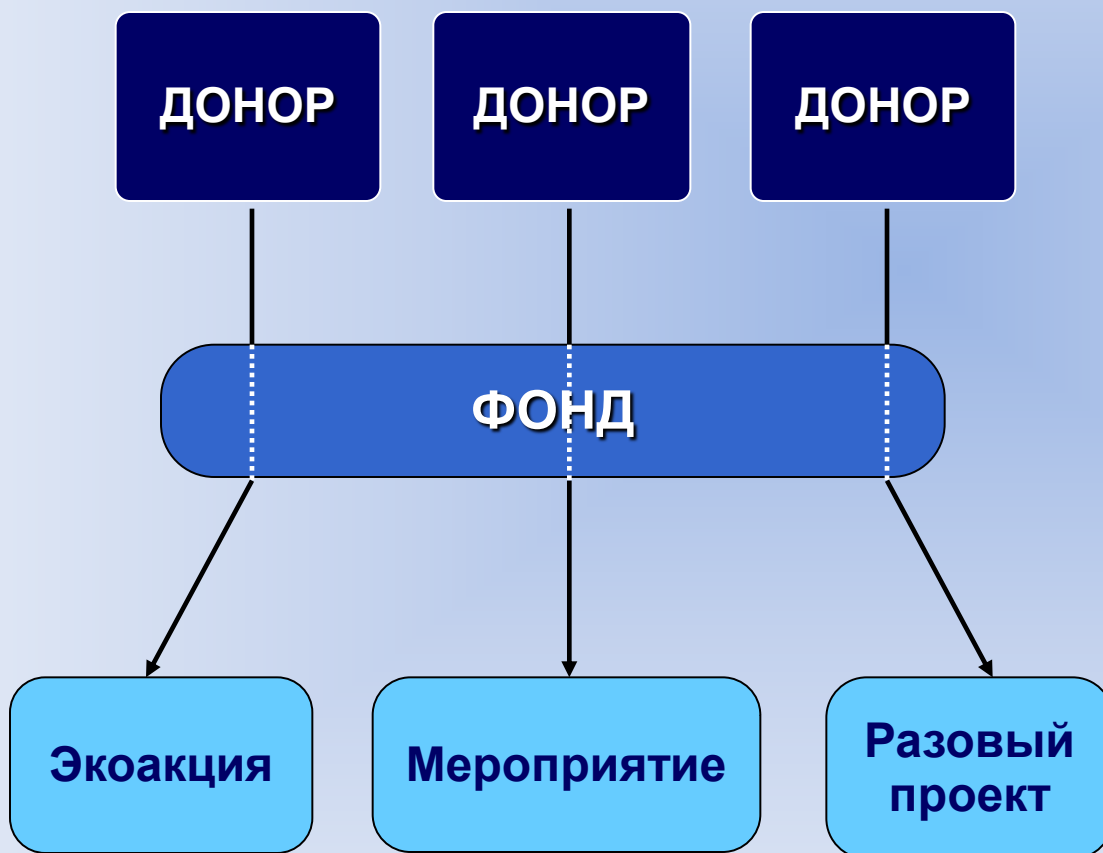 ДОНОР
ДОНОР
ДОНОР
ФОНД
Экоакция
Мероприятие
Разовый
проект